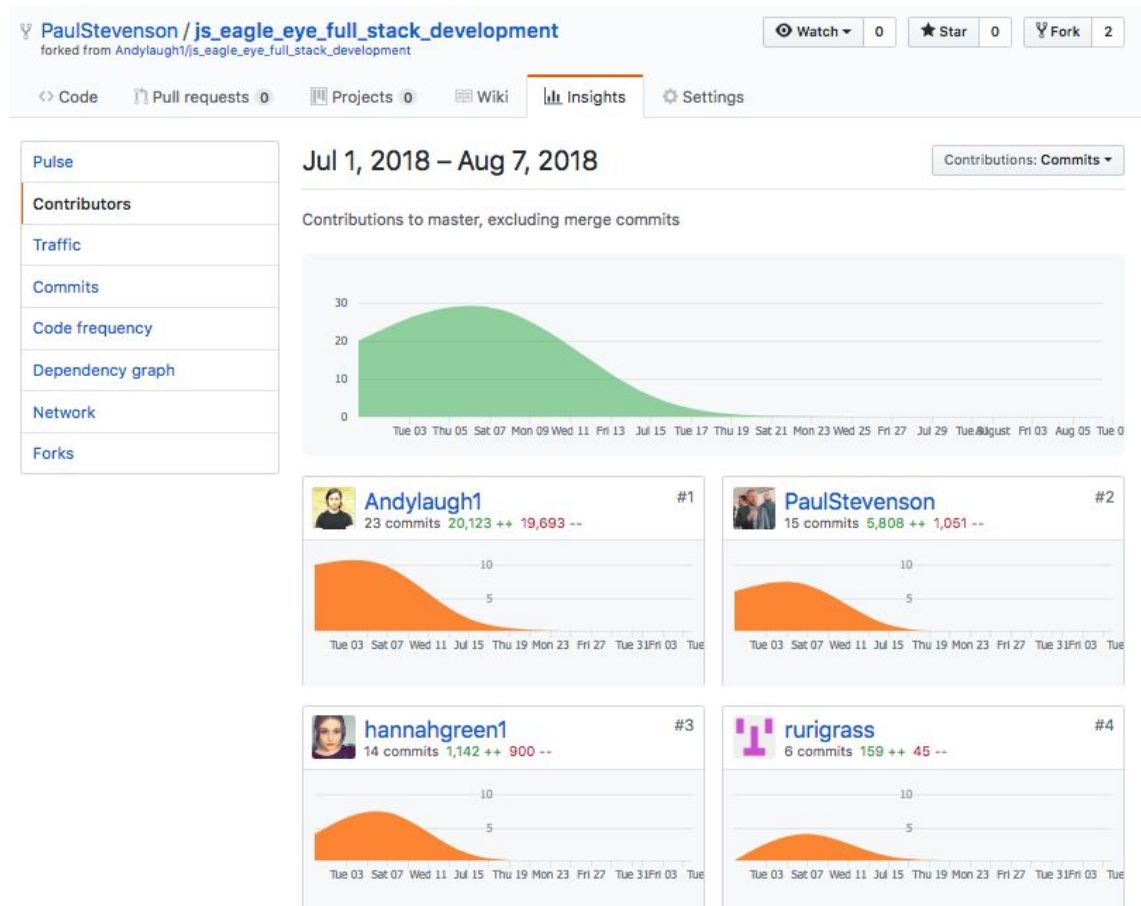 PaulStevenson / js_eagle_eye_full_stack_development
forked from Andylaugh1/js_eagle_eye_full_stack_development
Watch 0 Star 0 Fork 2
Code Pull requests 0 Projects 0 Wiki Insights Settings
Pulse
Contributors
Traffic
Commits
Code frequency
Dependency graph
Network
Forks
Jul 1, 2018 – Aug 7, 2018
Contributions: Commits
Contributions to master, excluding merge commits
30
20
10
0
Tue 03 Thu 05 Sat 07 Mon 09 Wed 11 Fri 13 Jul 15 Tue 17 Thu 19 Sat 21 Mon 23 Wed 25 Fri 27 Jul 29 Tue August Fri 03 Aug 05 Tue
Andylaugh1 #1
23 commits 20,123 ++ 19,693 --
10
5
Tue 03 Sat 07 Wed 11 Jul 15 Thu 19 Mon 23 Fri 27 Tue 31 Fri 03 Tue
PaulStevenson #2
15 commits 5,808 ++ 1,051 --
10
5
Tue 03 Sat 07 Wed 11 Jul 15 Thu 19 Mon 23 Fri 27 Tue 31 Fri 03 Tue
hannahgreen1 #3
14 commits 1,142 ++ 900 --
10
5
Tue 03 Sat 07 Wed 11 Jul 15 Thu 19 Mon 23 Fri 27 Tue 31 Fri 03 Tue
rurigrass #4
6 commits 159 ++ 45 --
10
5
Tue 03 Sat 07 Wed 11 Jul 15 Thu 19 Mon 23 Fri 27 Tue 31 Fri 03 Tue